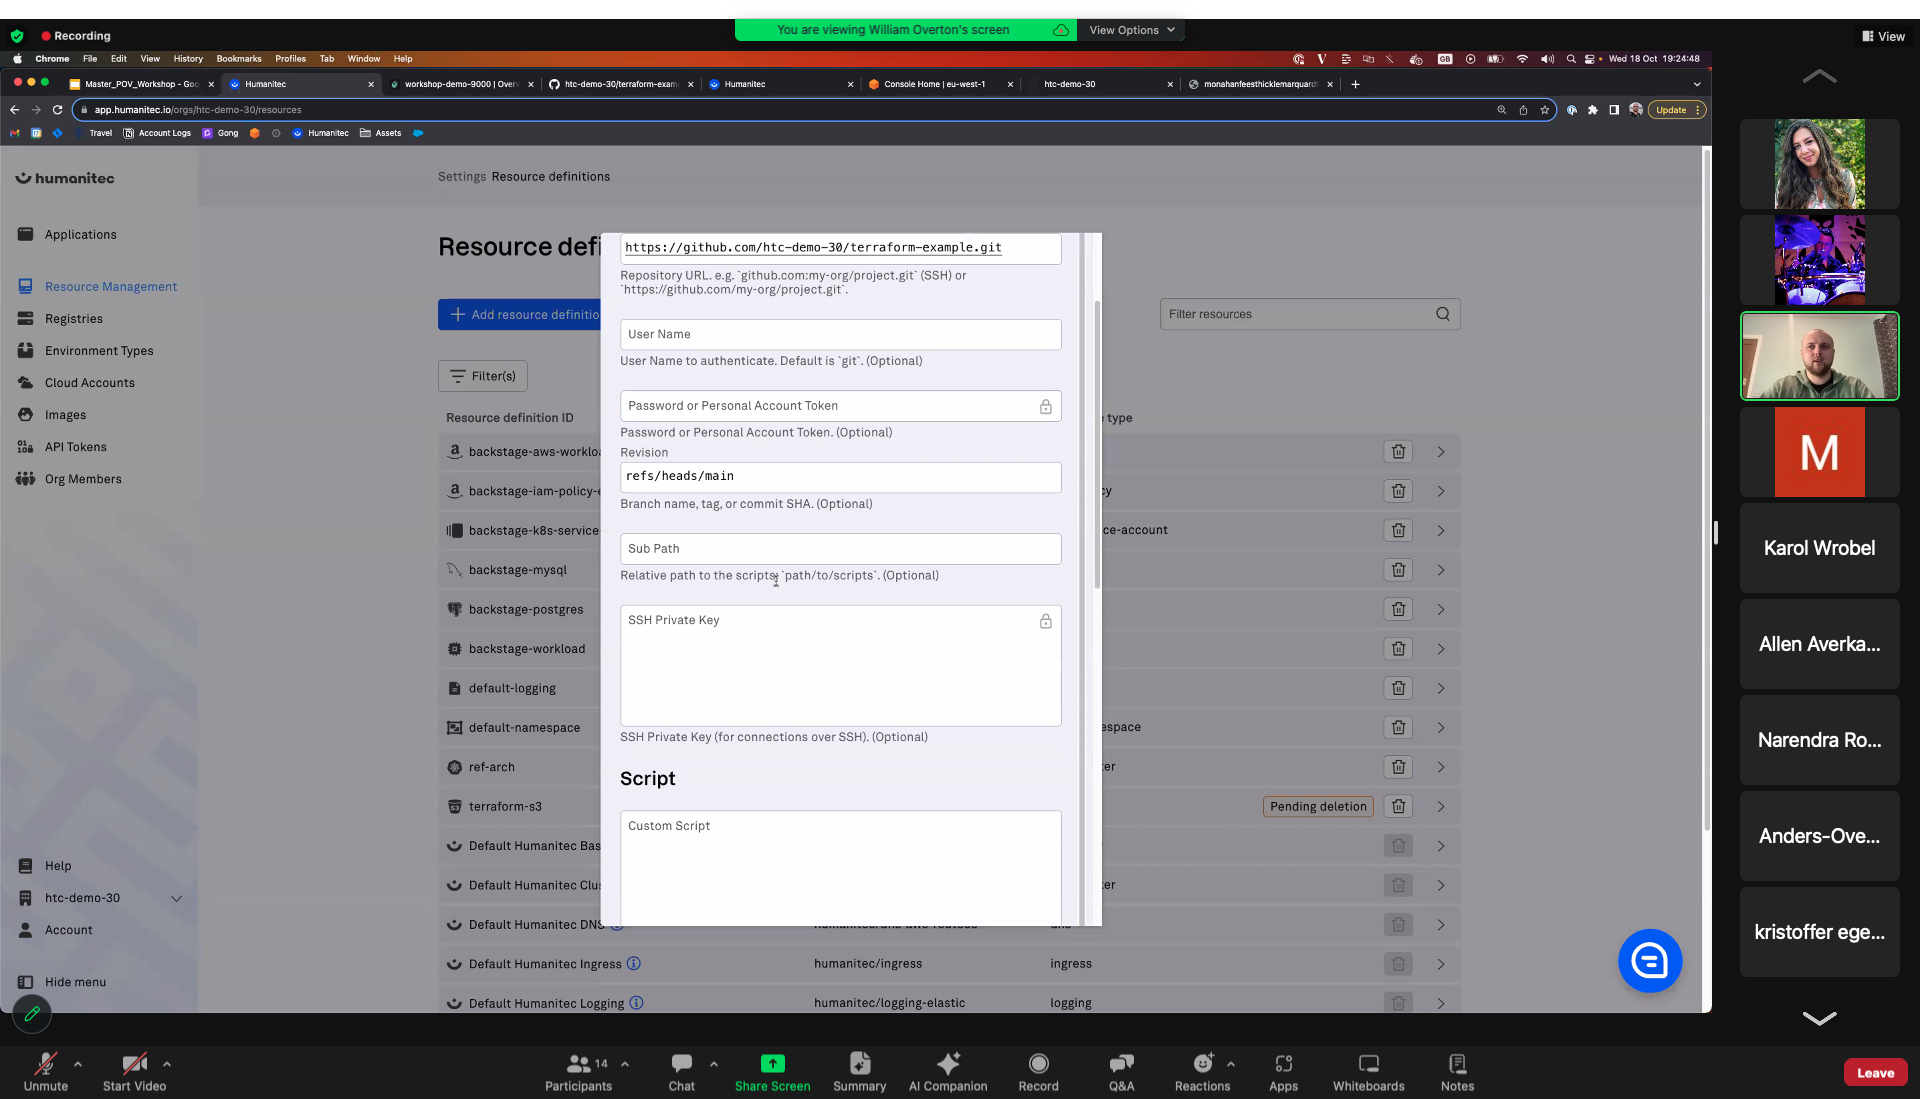 Recording
You are viewing William Overton's screen
View Options
View
Chrome File Edit View History Bookmarks Profiles Tab Window Help
GB
Wed 18 Oct 19:24:48
Master_POV_Workshop - Goo
Humanitec
workshop-demo-9000 | Over
htc-demo-30/terraform-exam
Humanitec
Console Home | eu-west-1
htc-demo-30
monahanfeesthicklemarquard
app.humanitec.io/orgs/htc-demo-30/resources
Update
Travel
Account Logs
Gong
Humanitec
Assets
humanitec
Settings Resource definitions
Applications
Resource Management
Registries
Environment Types
Cloud Accounts
Images
API Tokens
Org Members
Help
htc-demo-30
Account
Hide menu
Resource defi
Add resource definitio
Filter resources
Filter(s)
Resource definition ID
e type
backstage-aws-workloa
backstage-iam-policy-e
cy
backstage-k8s-service-
ce-account
backstage-mysql
backstage-postgres
backstage-workload
default-logging
default-namespace
espace
ref-arch
ter
terraform-s3
Pending deletion
Default Humanitec Bas
Default Humanitec Clus
ter
Default Humanitec DNS
Default Humanitec Ingress
humanitec/ingress
ingress
Default Humanitec Logging
humanitec/logging-elastic
logging
https://github.com/htc-demo-30/terraform-example.git
Repository URL. e.g. `github.com:my-org/project.git` (SSH) or
`https://github.com/my-org/project.git`.
User Name
User Name to authenticate. Default is `git`. (Optional)
Password or Personal Account Token
Password or Personal Account Token. (Optional)
Revision
refs/heads/main
Branch name, tag, or commit SHA. (Optional)
Sub Path
Relative path to the scripts: `path/to/scripts`. (Optional)
SSH Private Key
SSH Private Key (for connections over SSH). (Optional)
Script
Custom Script
M
Karol Wrobel
Allen Averka...
Narendra Ro...
Anders-Ove...
kristoffer ege...
Unmute
Start Video
14
Participants
Chat
Share Screen
Summary
AI Companion
Record
Q&A
Reactions
Apps
Whiteboards
Notes
Leave